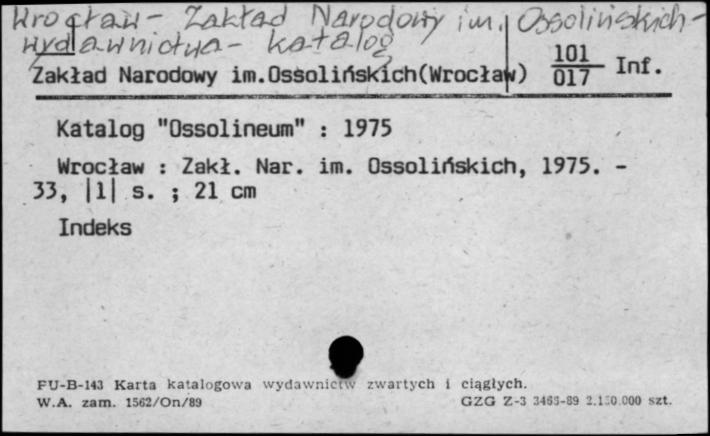 Wrocław - Zakład Narodowy im. Ossolińskich -
wydawnictwa - katalog
Zakład Narodowy im.Ossolińskich(Wrocław) 101/017 Inf.
Katalog "Ossolineum" : 1975
Wrocław : Zakł. Nar. im. Ossolińskich, 1975. -
33, |1| s. ; 21 cm
Indeks
FU-B-143 Karta katalogowa wydawnictw zwartych i ciągłych.
W.A. zam. 1562/On/89 GZG Z-3 3463-89 2.130.000 szt.